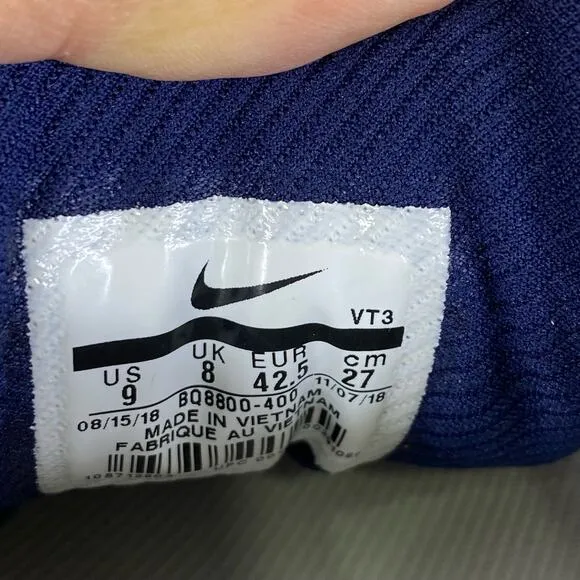 VT3
US UK EUR cm
9 8 42.5 27
08/15/18 BQ8800-400 11/07/18
MADE IN VIETNAM
FABRIQUE AU VIETNAM
UPC